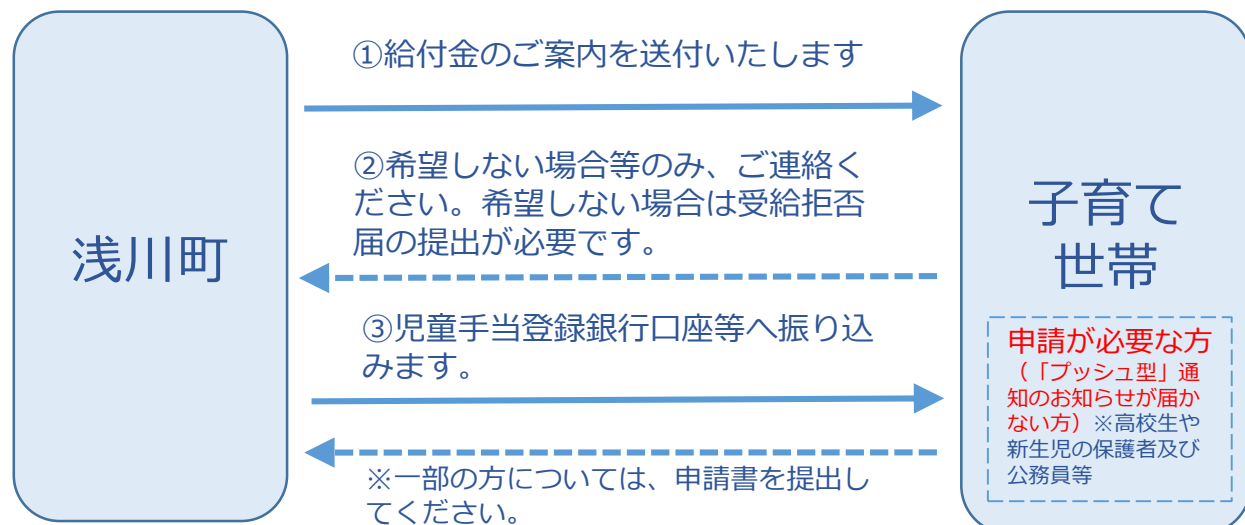 浅川町
①給付金のご案内を送付いたします
②希望しない場合等のみ、ご連絡く
ださい。希望しない場合は受給拒否
届の提出が必要です。
③児童手当登録銀行口座等へ振り込
みます。
※一部の方については、申請書を提出し
てください。
子育て
世帯
申請が必要な方
（「プッシュ型」通
知のお知らせが届か
ない方）※高校生や
新生児の保護者及び
公務員等